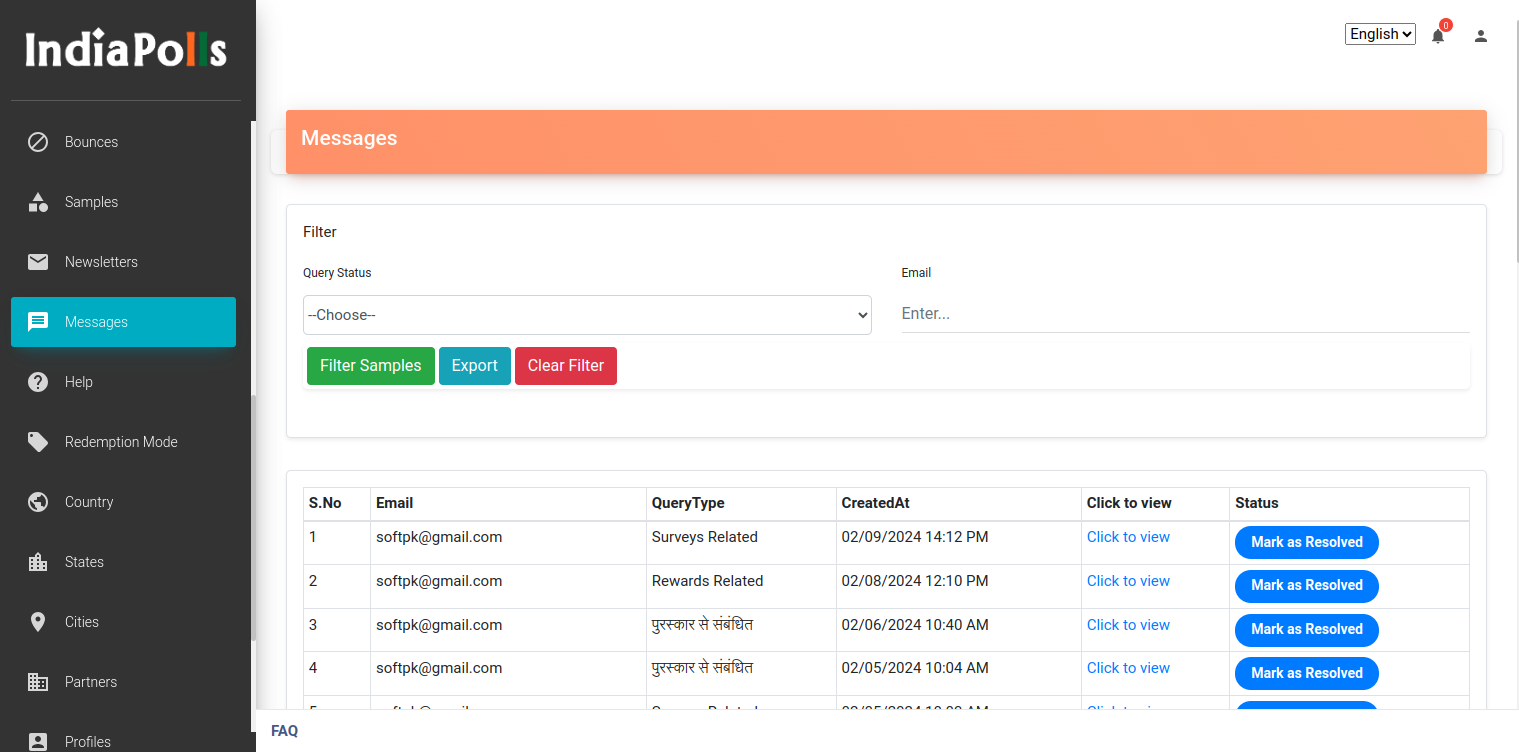 IndiaPolls
English
0
Bounces
Samples
Newsletters
Messages
Help
Redemption Mode
Country
States
Cities
Partners
Profiles
Messages
Filter
Query Status
Email
--Choose--
Enter...
Filter Samples Export Clear Filter
S.No Email QueryType CreatedAt Click to view Status
1 softpk@gmail.com Surveys Related 02/09/2024 14:12 PM Click to view Mark as Resolved
2 softpk@gmail.com Rewards Related 02/08/2024 12:10 PM Click to view Mark as Resolved
3 softpk@gmail.com पुरस्कार से संबंधित 02/06/2024 10:40 AM Click to view Mark as Resolved
4 softpk@gmail.com पुरस्कार से संबंधित 02/05/2024 10:04 AM Click to view Mark as Resolved
FAQ